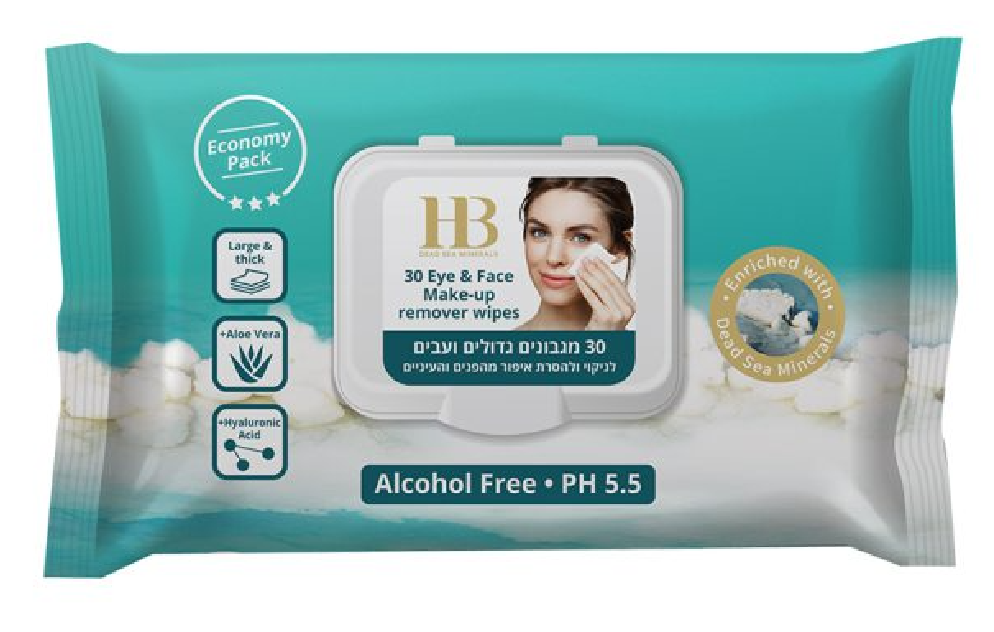 Economy
Pack
Large &
thick
+Aloe Vera
+Hyaluronic
Acid
HB
DEAD SEA MINERALS
30 Eye & Face
Make-up
remover wipes
30 מגבונים גדולים ועבים
לניקוי ולהסרת איפור מהפנים והעיניים
• Enriched with •
Dead Sea Minerals
Alcohol Free • PH 5.5